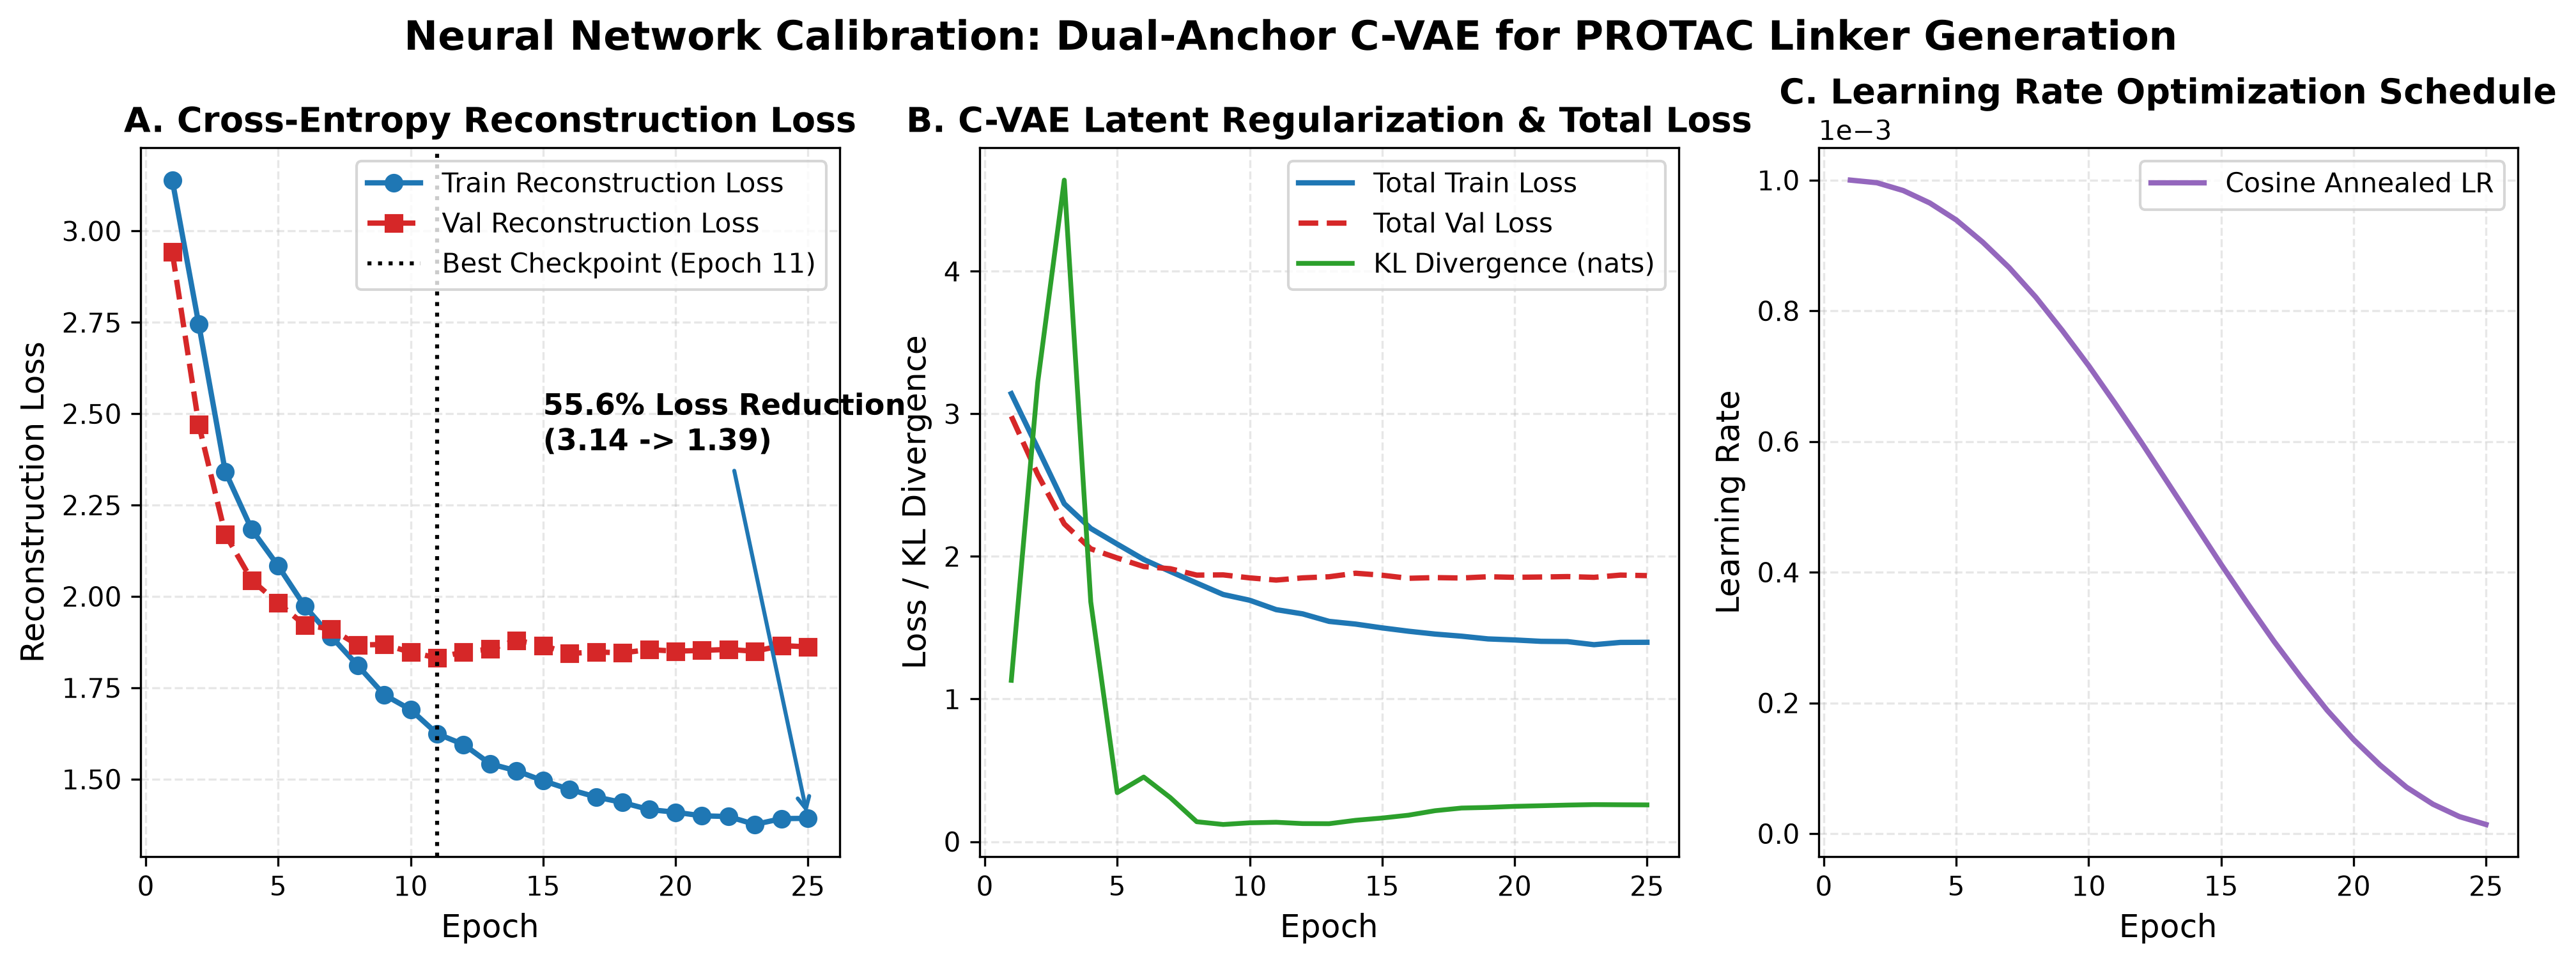 Neural Network Calibration: Dual-Anchor C-VAE for PROTAC Linker Generation
A. Cross-Entropy Reconstruction Loss
Train Reconstruction Loss
Val Reconstruction Loss
Best Checkpoint (Epoch 11)
55.6% Loss Reduction
(3.14 -> 1.39)
Reconstruction Loss
3.00
2.75
2.50
2.25
2.00
1.75
1.50
0 5 10 15 20 25
Epoch
B. C-VAE Latent Regularization & Total Loss
Total Train Loss
Total Val Loss
KL Divergence (nats)
Loss / KL Divergence
4
3
2
1
0
0 5 10 15 20 25
Epoch
C. Learning Rate Optimization Schedule
1e−3
Cosine Annealed LR
Learning Rate
1.0
0.8
0.6
0.4
0.2
0.0
0 5 10 15 20 25
Epoch